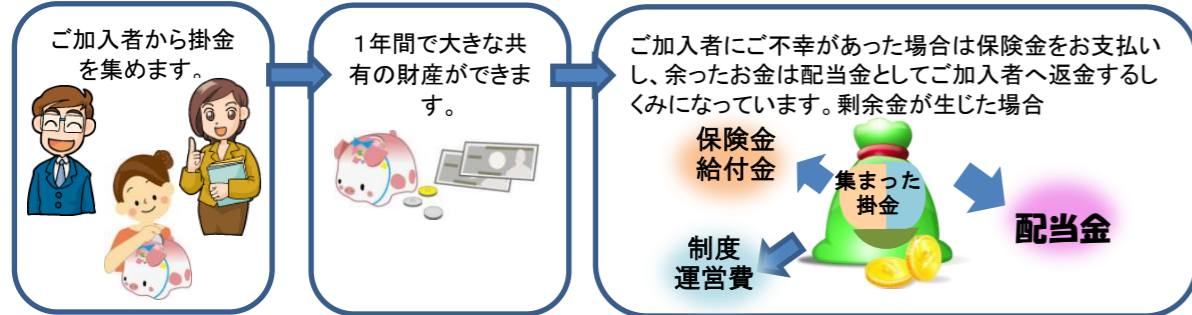 ご加入者から掛金
を集めます。
１年間で大きな共
有の財産ができま
す。
ご加入者にご不幸があった場合は保険金をお支払い
し、余ったお金は配当金としてご加入者へ返金するし
くみになっています。剰余金が生じた場合
保険金
給付金
集まった
掛金
配当金
制度
運営費